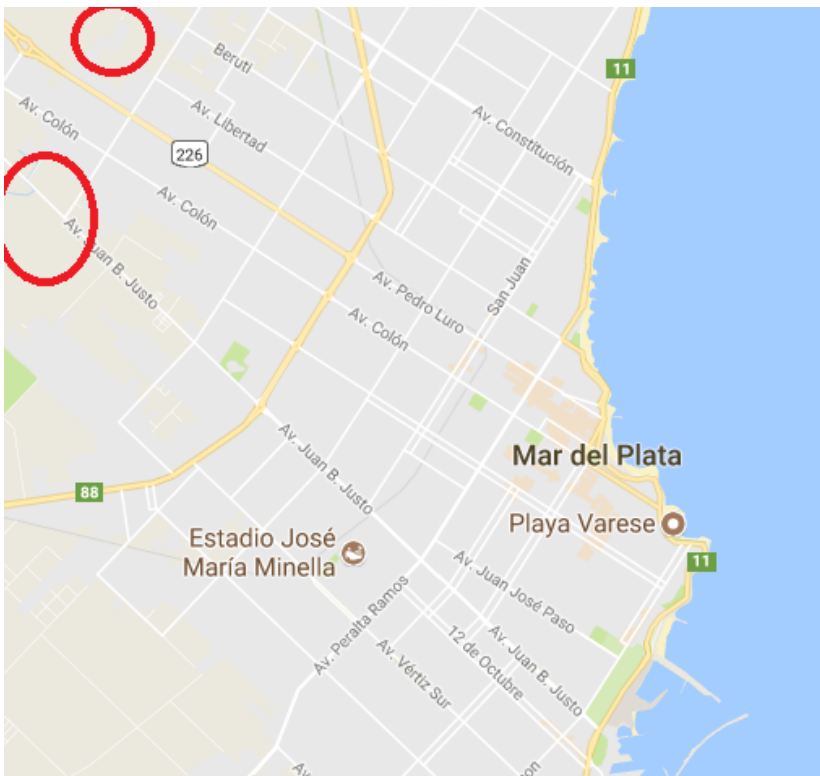 Beruti
11
Av. Colón
Av. Libertad
Av. Constitución
226
Av. Colón
Av. Juan B. Justo
San Juan
Av. Pedro Luro
Av. Colón
Av. Juan B. Justo
Mar del Plata
88
Playa Varese
Estadio José
María Minella
11
Av. Juan José Paso
Av. Peralta Ramos
12 de Octubre
Av. Juan B. Justo
Av. Vértiz Sur